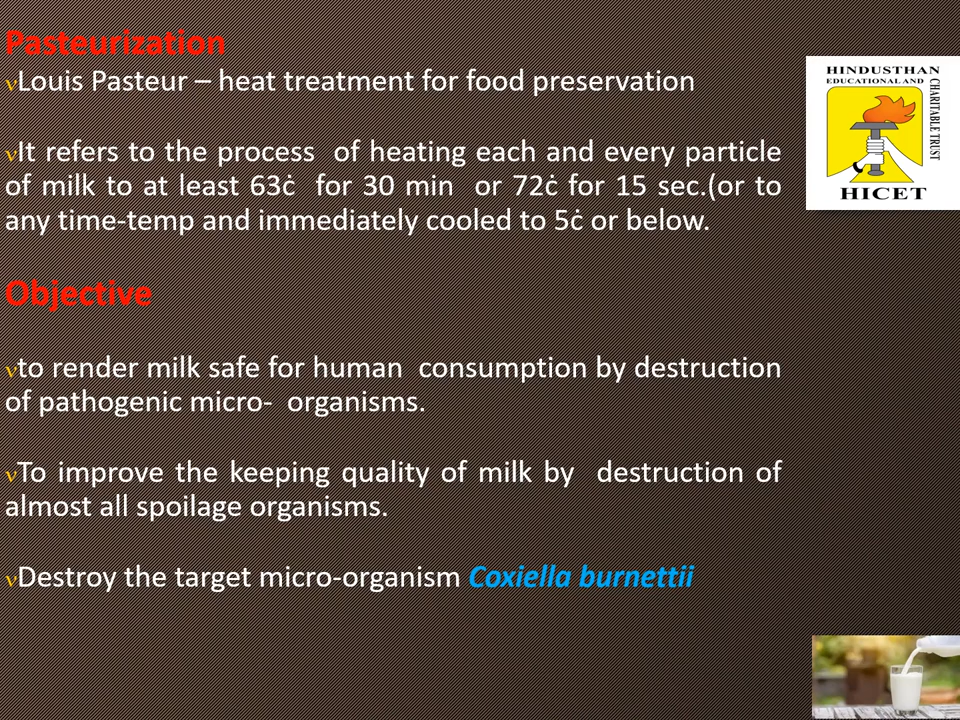 Pasteurization
νLouis Pasteur – heat treatment for food preservation
νIt refers to the process of heating each and every particle
of milk to at least 63ċ for 30 min or 72ċ for 15 sec.(or to
any time-temp and immediately cooled to 5ċ or below.
Objective
νto render milk safe for human consumption by destruction
of pathogenic micro- organisms.
νTo improve the keeping quality of milk by destruction of
almost all spoilage organisms.
νDestroy the target micro-organism Coxiella burnettii
HINDUSTHAN
EDUCATIONAL AND
CHARITABLE TRUST
HICET